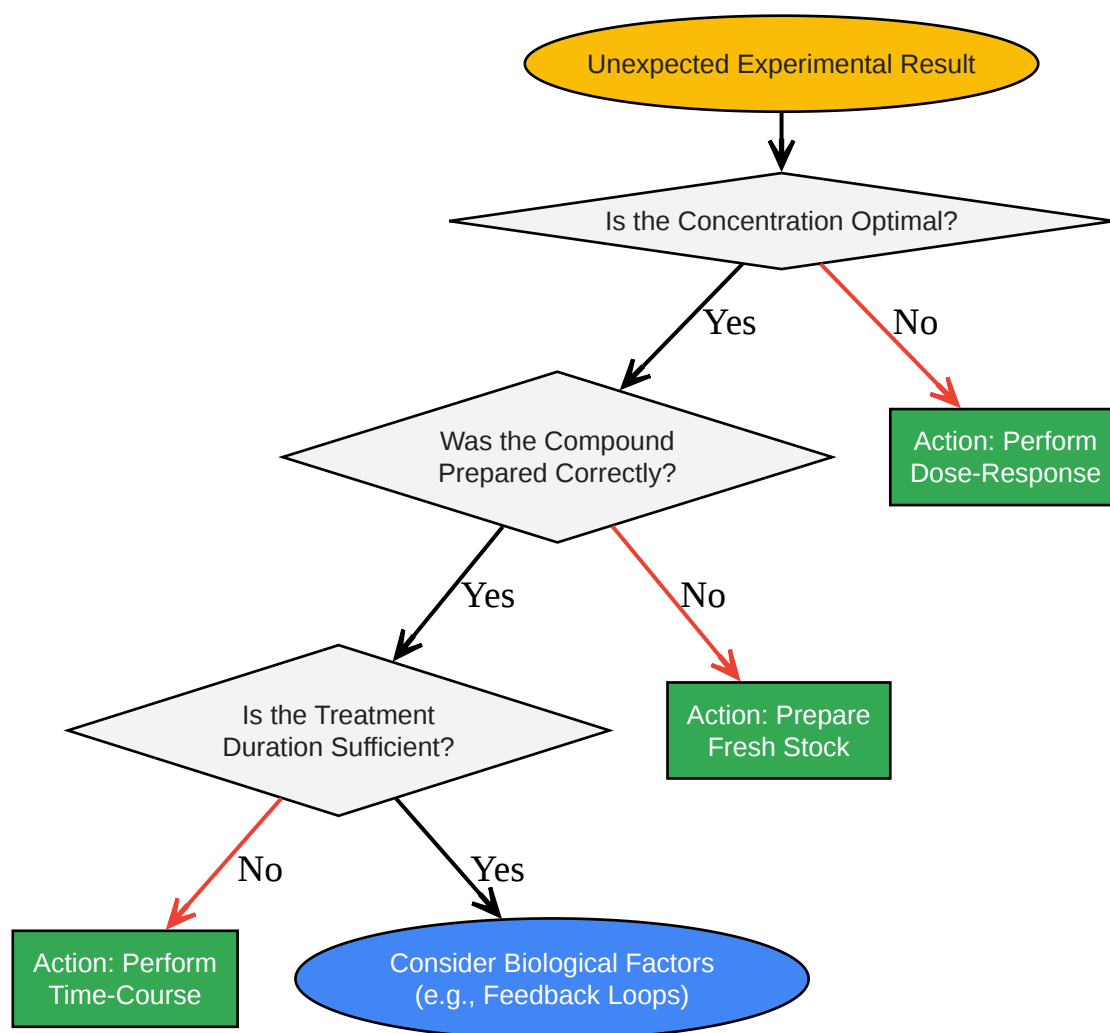 Unexpected Experimental Result
Is the Concentration Optimal?
Yes
No
Action: Perform
Dose-Response
Was the Compound
Prepared Correctly?
Yes
No
Action: Prepare
Fresh Stock
Is the Treatment
Duration Sufficient?
No
Yes
Action: Perform
Time-Course
Consider Biological Factors
(e.g., Feedback Loops)